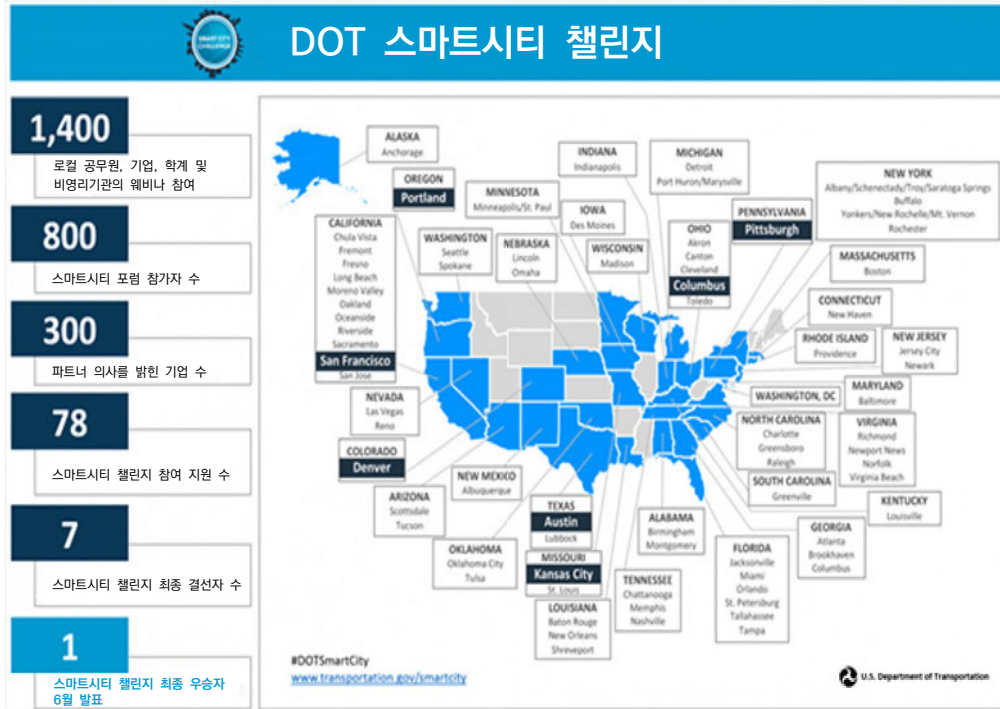 SMART CITY
CHALLENGE
DOT 스마트시티 챌린지
1,400
로컬 공무원, 기업, 학계 및
비영리기관의 웨비나 참여
800
스마트시티 포럼 참가자 수
300
파트너 의사를 밝힌 기업 수
78
스마트시티 챌린지 참여 지원 수
7
스마트시티 챌린지 최종 결선자 수
1
스마트시티 챌린지 최종 우승자
6월 발표
ALASKA
Anchorage
OREGON
Portland
CALIFORNIA
Chula Vista
Fremont
Fresno
Long Beach
Moreno Valley
Oakland
Oceanside
Riverside
Sacramento
San Francisco
San Jose
WASHINGTON
Seattle
Spokane
MINNESOTA
Minneapolis/St. Paul
NEBRASKA
Lincoln
Omaha
INDIANA
Indianapolis
IOWA
Des Moines
WISCONSIN
Madison
MICHIGAN
Detroit
Port Huron/Marysville
OHIO
Akron
Canton
Cleveland
Columbus
Toledo
PENNSYLVANIA
Pittsburgh
NEW YORK
Albany/Schenectady/Troy/Saratoga Springs
Buffalo
Yonkers/New Rochelle/Mt. Vernon
Rochester
MASSACHUSETTS
Boston
CONNECTICUT
New Haven
RHODE ISLAND
Providence
NEW JERSEY
Jersey City
Newark
WASHINGTON, DC
MARYLAND
Baltimore
NEVADA
Las Vegas
Reno
COLORADO
Denver
ARIZONA
Scottsdale
Tucson
NEW MEXICO
Albuquerque
OKLAHOMA
Oklahoma City
Tulsa
TEXAS
Austin
Lubbock
MISSOURI
Kansas City
St. Louis
LOUISIANA
Baton Rouge
New Orleans
Shreveport
TENNESSEE
Chattanooga
Memphis
Nashville
ALABAMA
Birmingham
Montgomery
NORTH CAROLINA
Charlotte
Greensboro
Raleigh
SOUTH CAROLINA
Greenville
VIRGINIA
Richmond
Newport News
Norfolk
Virginia Beach
KENTUCKY
Louisville
GEORGIA
Atlanta
Brookhaven
Columbus
FLORIDA
Jacksonville
Miami
Orlando
St. Petersburg
Tallahassee
Tampa
#DOTSmartCity
www.transportation.gov/smartcity
U.S. Department of Transportation